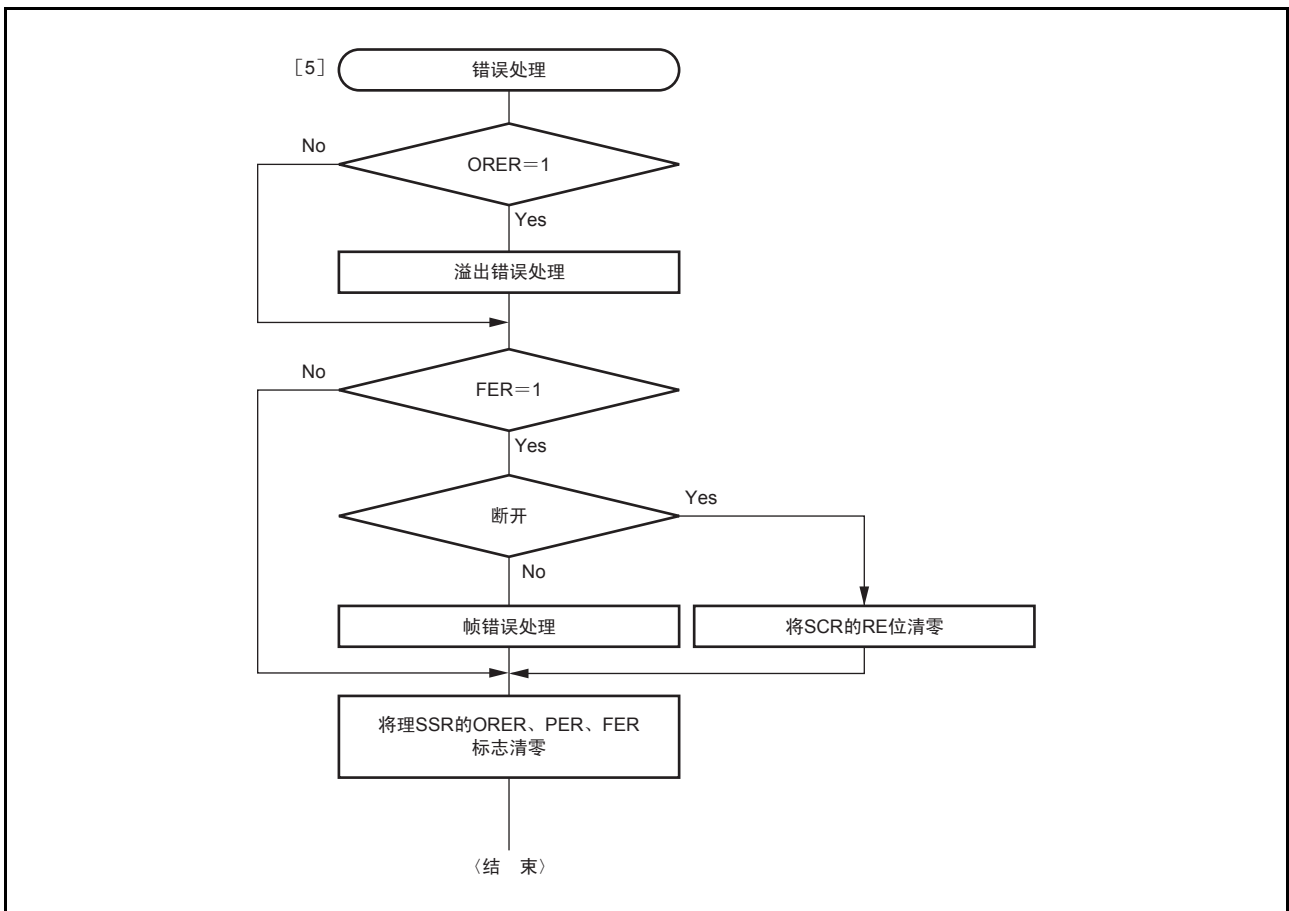 ［5］
错误处理
No
ORER＝1
Yes
溢出错误处理
No
FER＝1
Yes
断开
Yes
No
帧错误处理
将SCR的RE位清零
将理SSR的ORER、PER、FER
标志清零
〈结　束〉